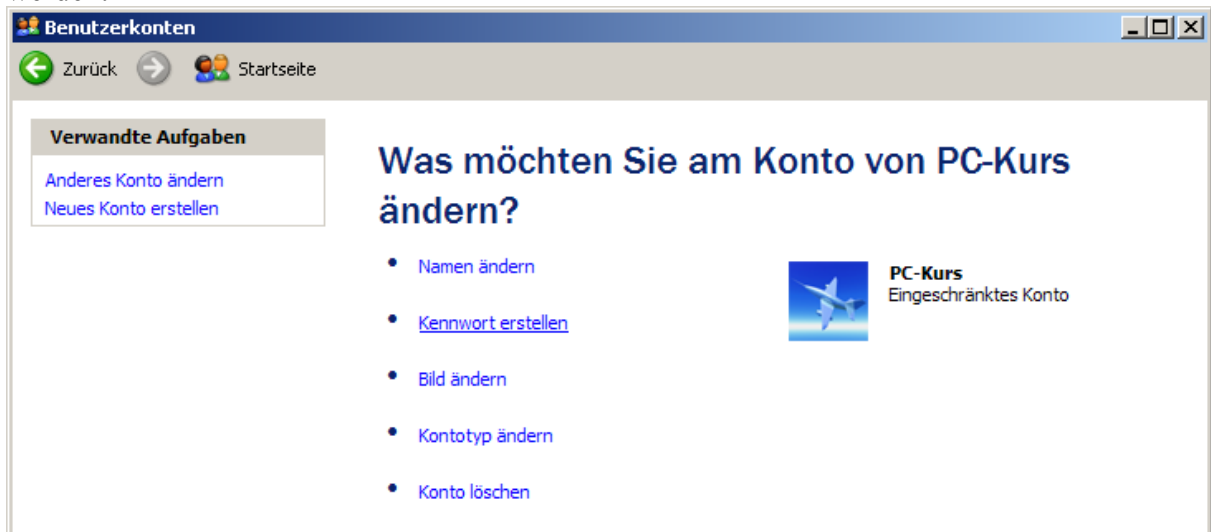 Benutzerkonten
Zurück Startseite
Verwandte Aufgaben
Anderes Konto ändern
Neues Konto erstellen
Was möchten Sie am Konto von PC-Kurs
ändern?
Namen ändern
Kennwort erstellen
Bild ändern
Kontotyp ändern
Konto löschen
PC-Kurs
Eingeschränktes Konto